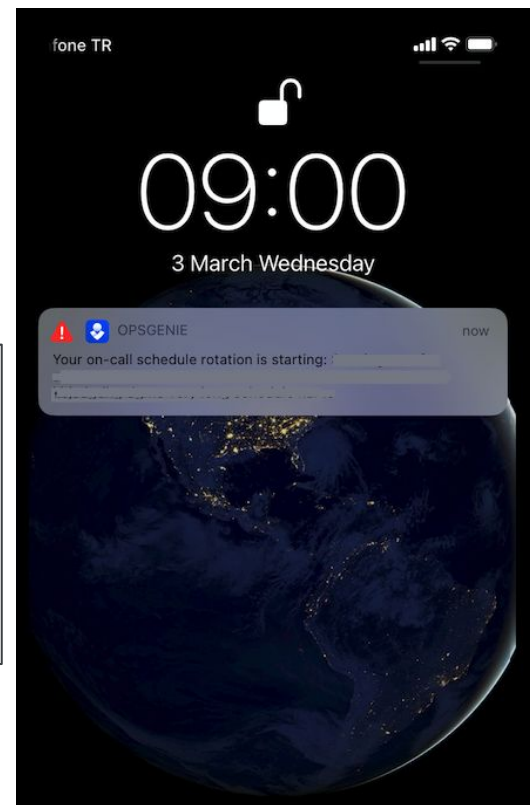 fone TR
09:00
3 March Wednesday
OPSGENIE now
Your on-call schedule rotation is starting: